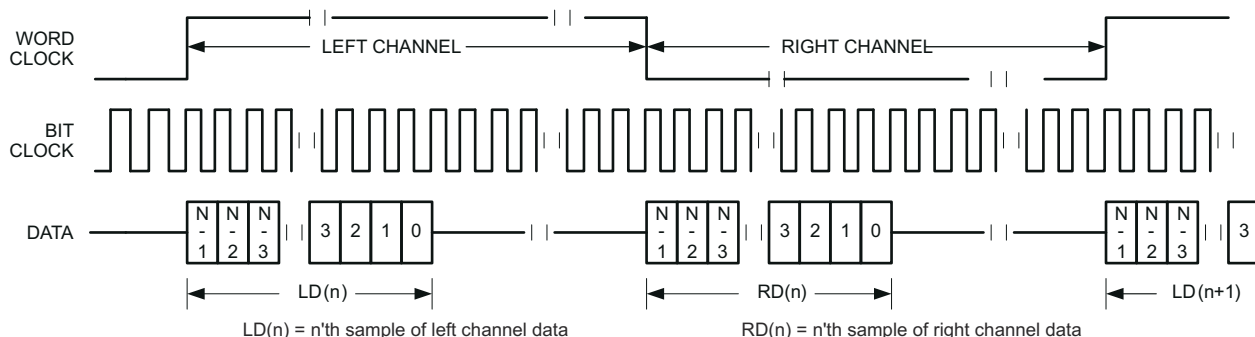 WORD
CLOCK
LEFT CHANNEL
RIGHT CHANNEL
BIT
CLOCK
DATA
N-1 N-2 N-3 3 2 1 0
N-1 N-2 N-3 3 2 1 0
N-1 N-2 N-3 3
LD(n)
RD(n)
LD(n+1)
LD(n) = n'th sample of left channel data
RD(n) = n'th sample of right channel data